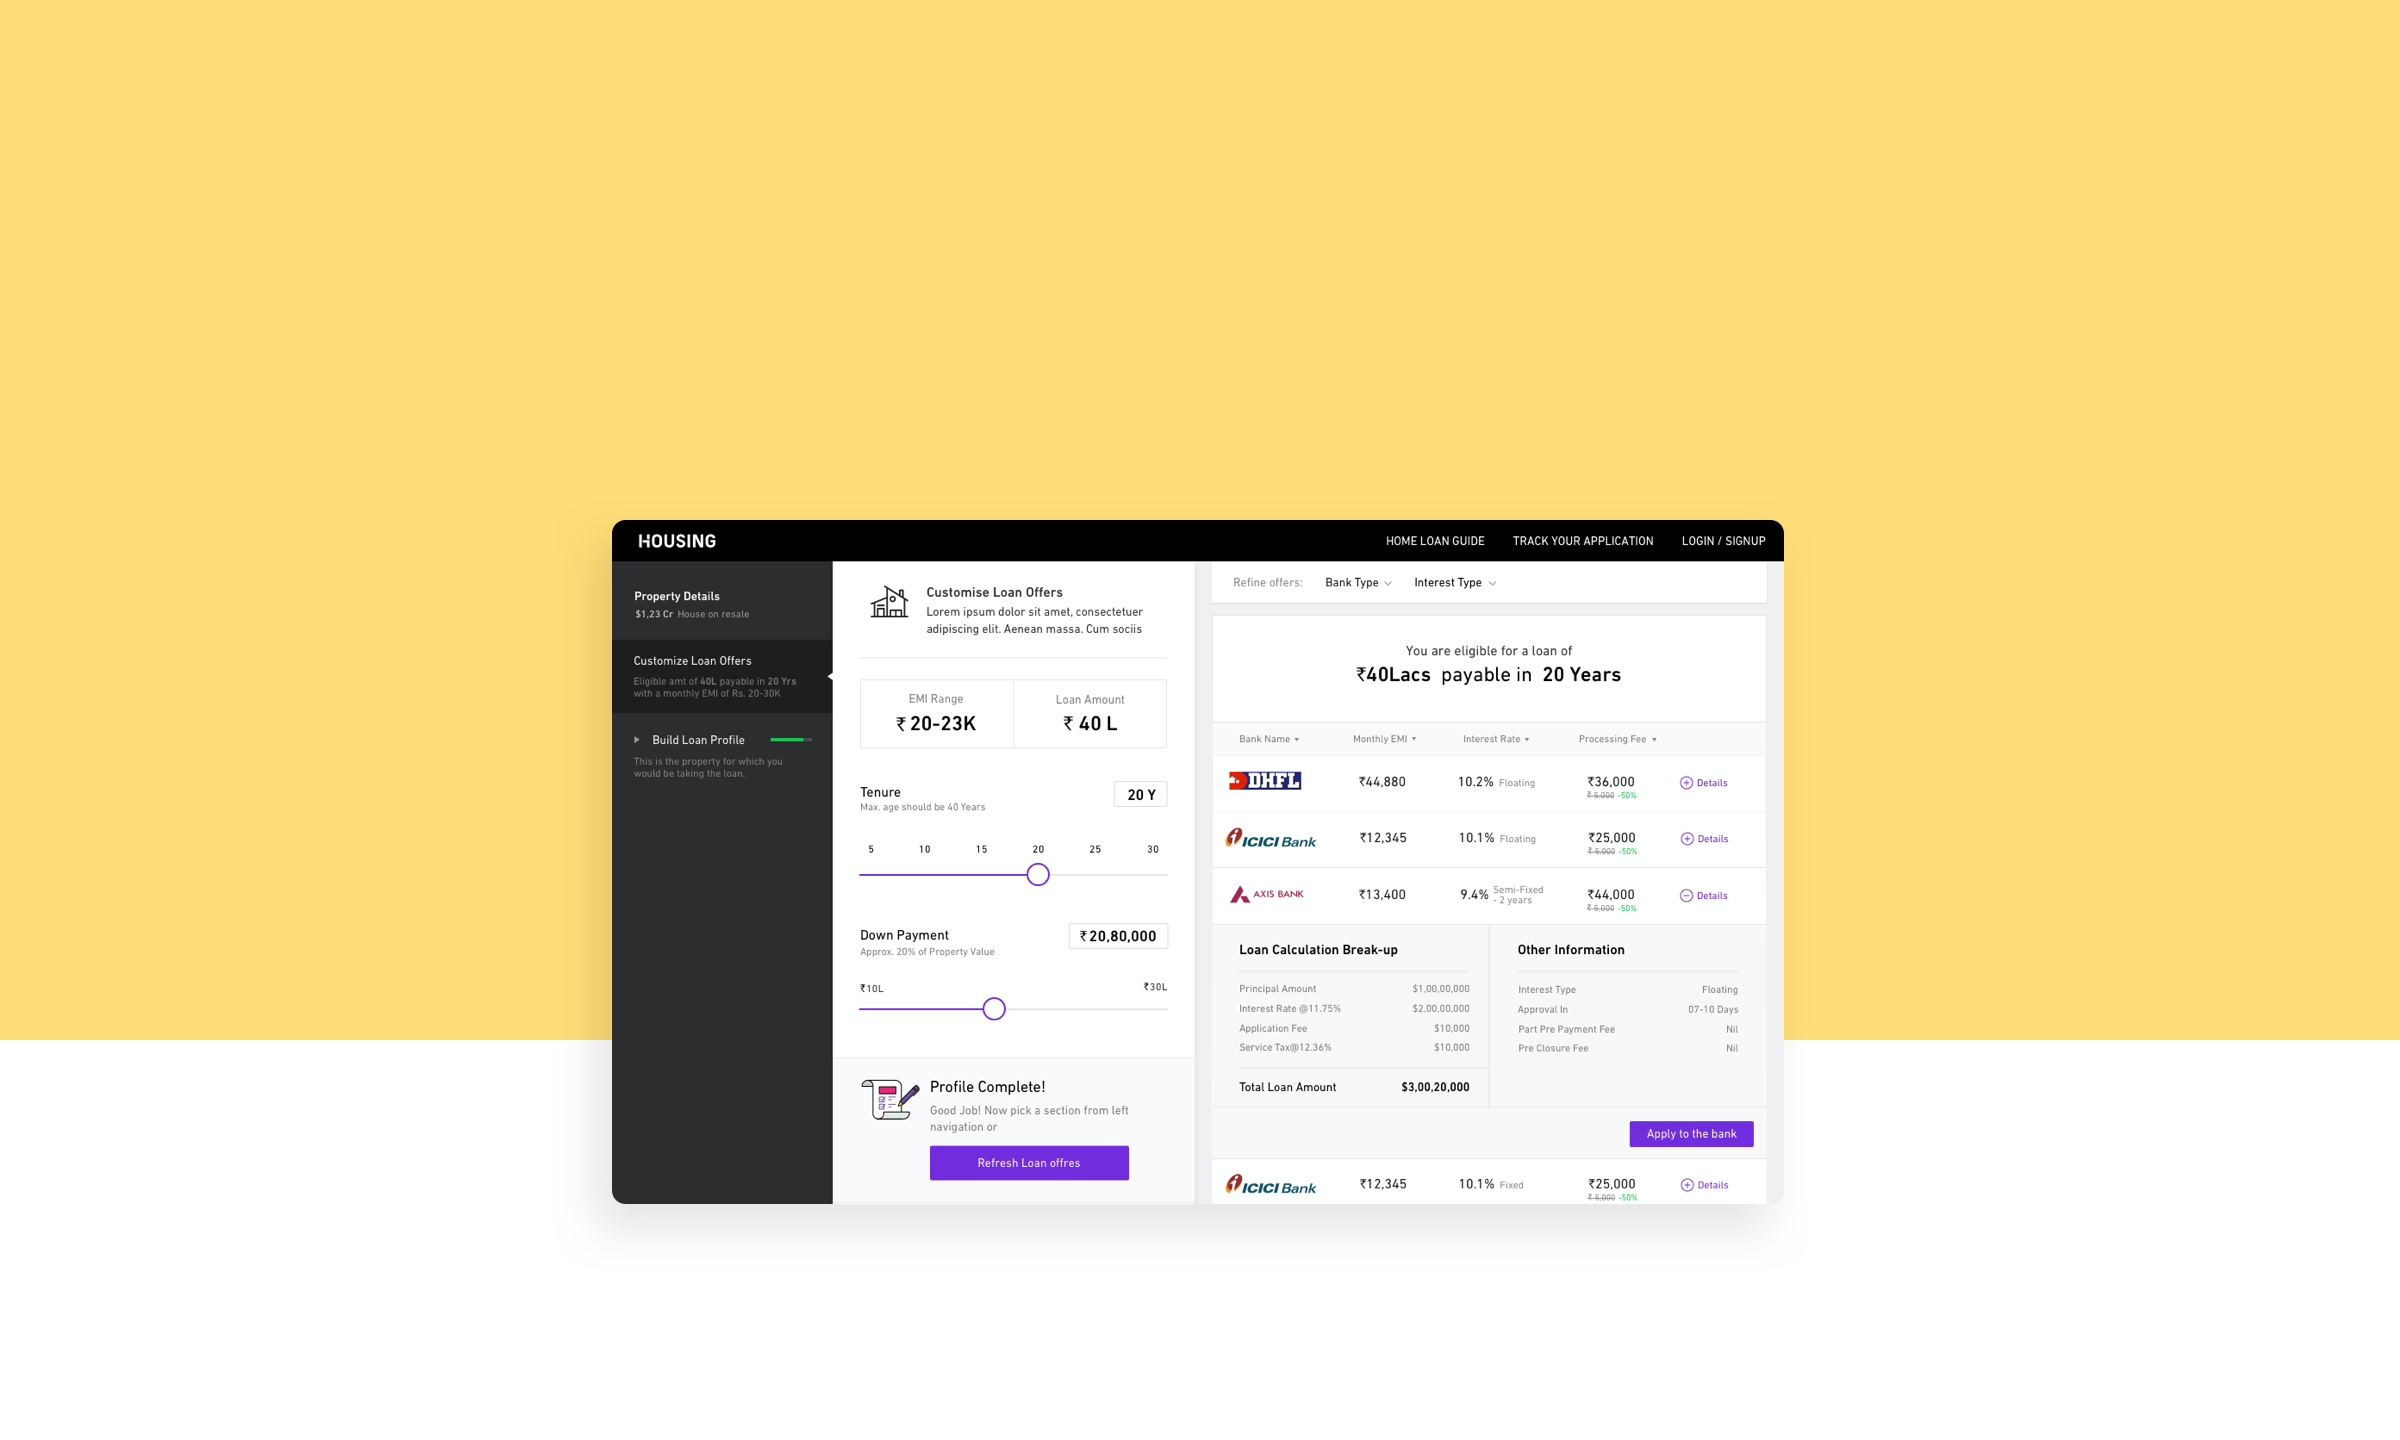 HOUSING
HOME LOAN GUIDE
TRACK YOUR APPLICATION
LOGIN / SIGNUP
Property Details
$1,23 Cr House on resale
Customize Loan Offers
Eligible amt of 40L payable in 20 Yrs
with a monthly EMI of Rs. 20-30K
Build Loan Profile
This is the property for which you
would be taking the loan.
Customise Loan Offers
Lorem ipsum dolor sit amet, consectetuer
adipiscing elit. Aenean massa. Cum sociis
EMI Range
₹ 20-23K
Loan Amount
₹ 40 L
Tenure
Max. age should be 40 Years
20 Y
5 10 15 20 25 30
Down Payment
Approx. 20% of Property Value
₹ 20,80,000
₹10L
₹30L
Profile Complete!
Good Job! Now pick a section from left
navigation or
Refresh Loan offres
Refine offers:
Bank Type
Interest Type
You are eligible for a loan of
₹40Lacs payable in 20 Years
Bank Name Monthly EMI Interest Rate Processing Fee
DHFL ₹44,880 10.2% Floating ₹36,000 Details
₹ 5,000 -50%
ICICI Bank ₹12,345 10.1% Floating ₹25,000 Details
₹ 5,000 -50%
AXIS BANK ₹13,400 9.4% Semi-Fixed - 2 years ₹44,000 Details
₹ 5,000 -50%
Loan Calculation Break-up
Principal Amount $1,00,00,000
Interest Rate @11.75% $2,00,00,000
Application Fee $10,000
Service Tax@12.36% $10,000
Total Loan Amount $3,00,20,000
Other Information
Interest Type Floating
Approval In 07-10 Days
Part Pre Payment Fee Nil
Pre Closure Fee Nil
Apply to the bank
ICICI Bank ₹12,345 10.1% Fixed ₹25,000 Details
₹ 5,000 -50%